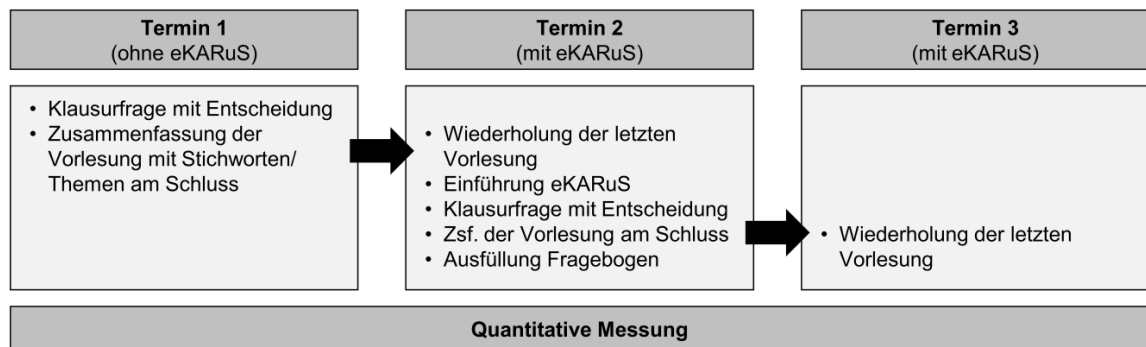 Termin 1
(ohne eKARuS)
• Klausurfrage mit Entscheidung
• Zusammenfassung der
Vorlesung mit Stichworten/
Themen am Schluss
Termin 2
(mit eKARuS)
• Wiederholung der letzten
Vorlesung
• Einführung eKARuS
• Klausurfrage mit Entscheidung
• Zsf. der Vorlesung am Schluss
• Ausfüllung Fragebogen
Termin 3
(mit eKARuS)
• Wiederholung der letzten
Vorlesung
Quantitative Messung